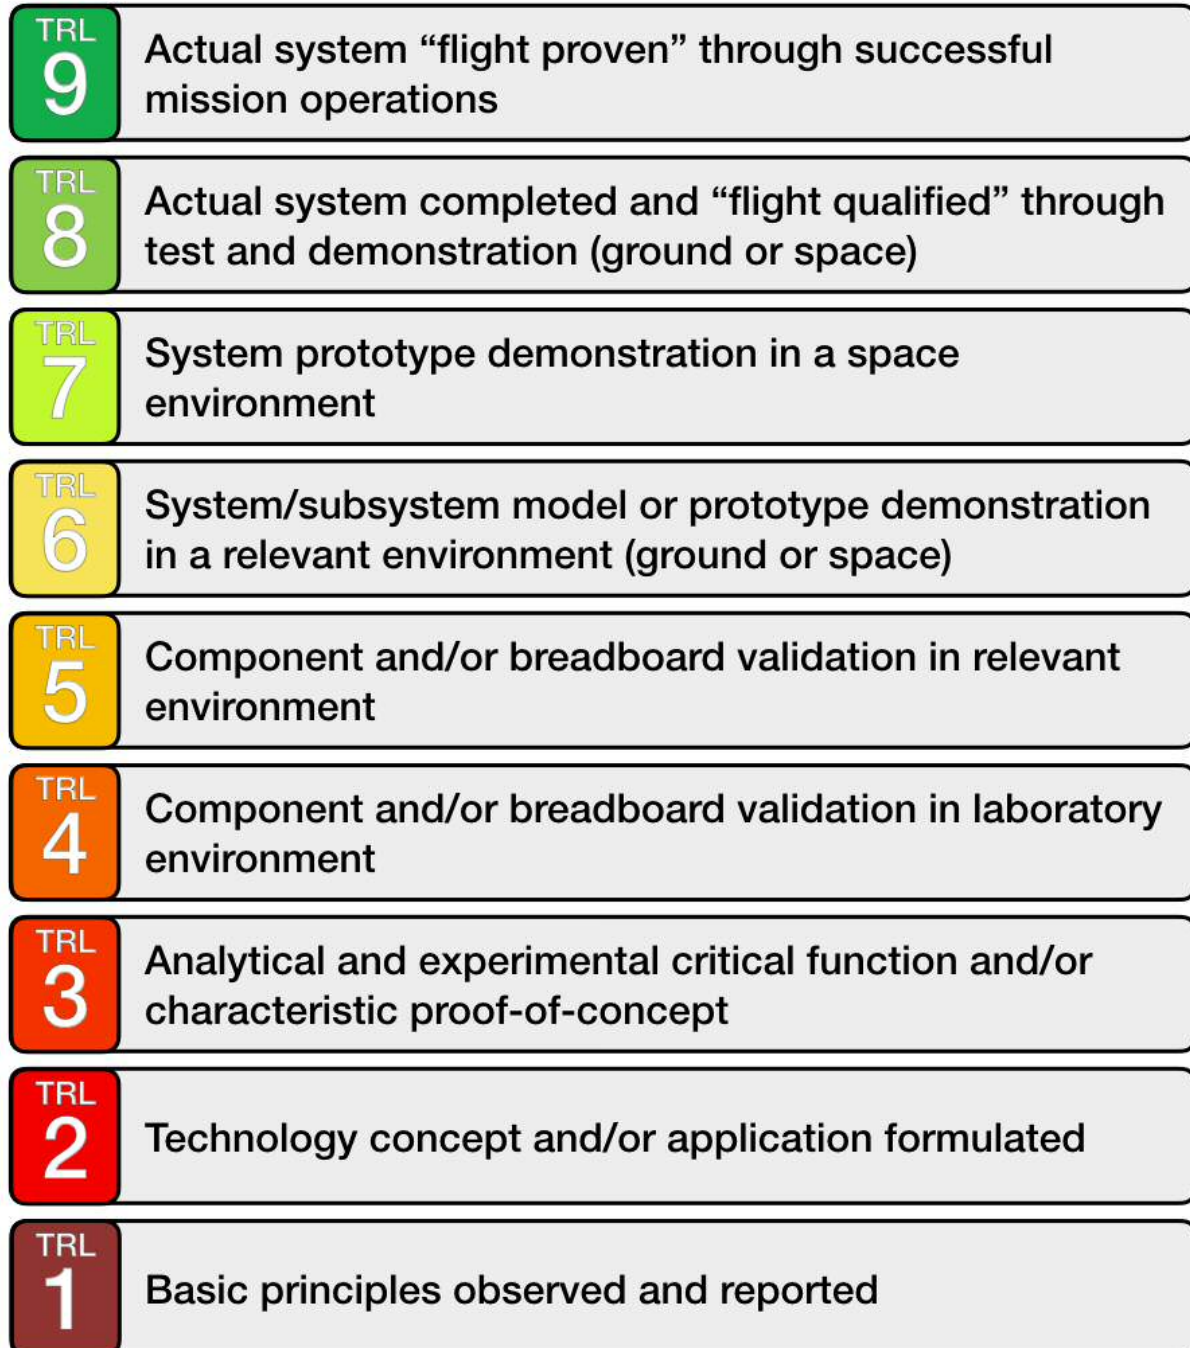 TRL
9
Actual system “flight proven” through successful
mission operations
TRL
8
Actual system completed and “flight qualified” through
test and demonstration (ground or space)
TRL
7
System prototype demonstration in a space
environment
TRL
6
System/subsystem model or prototype demonstration
in a relevant environment (ground or space)
TRL
5
Component and/or breadboard validation in relevant
environment
TRL
4
Component and/or breadboard validation in laboratory
environment
TRL
3
Analytical and experimental critical function and/or
characteristic proof-of-concept
TRL
2
Technology concept and/or application formulated
TRL
1
Basic principles observed and reported